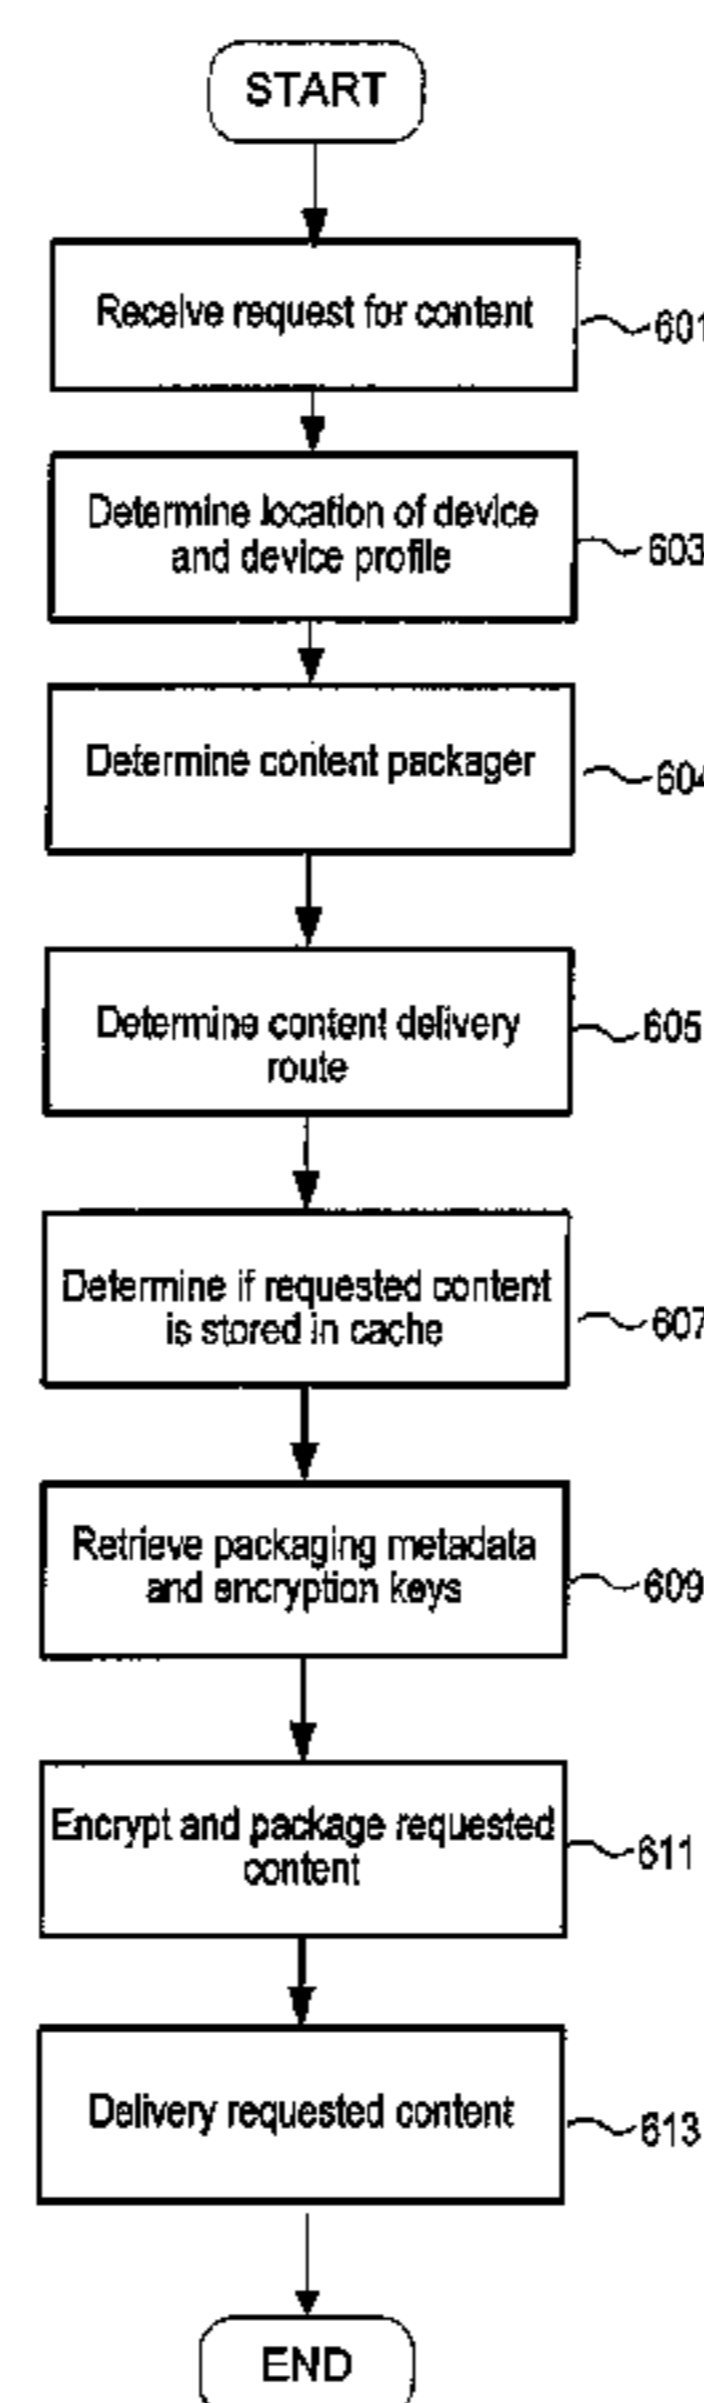 START
Receive request for content
601
Determine location of device
and device profile
603
Determine content packager
604
Determine content delivery
route
605
Determine if requested content
is stored in cache
607
Retrieve packaging metadata
and encryption keys
609
Encrypt and package requested
content
611
Delivery requested content
613
END